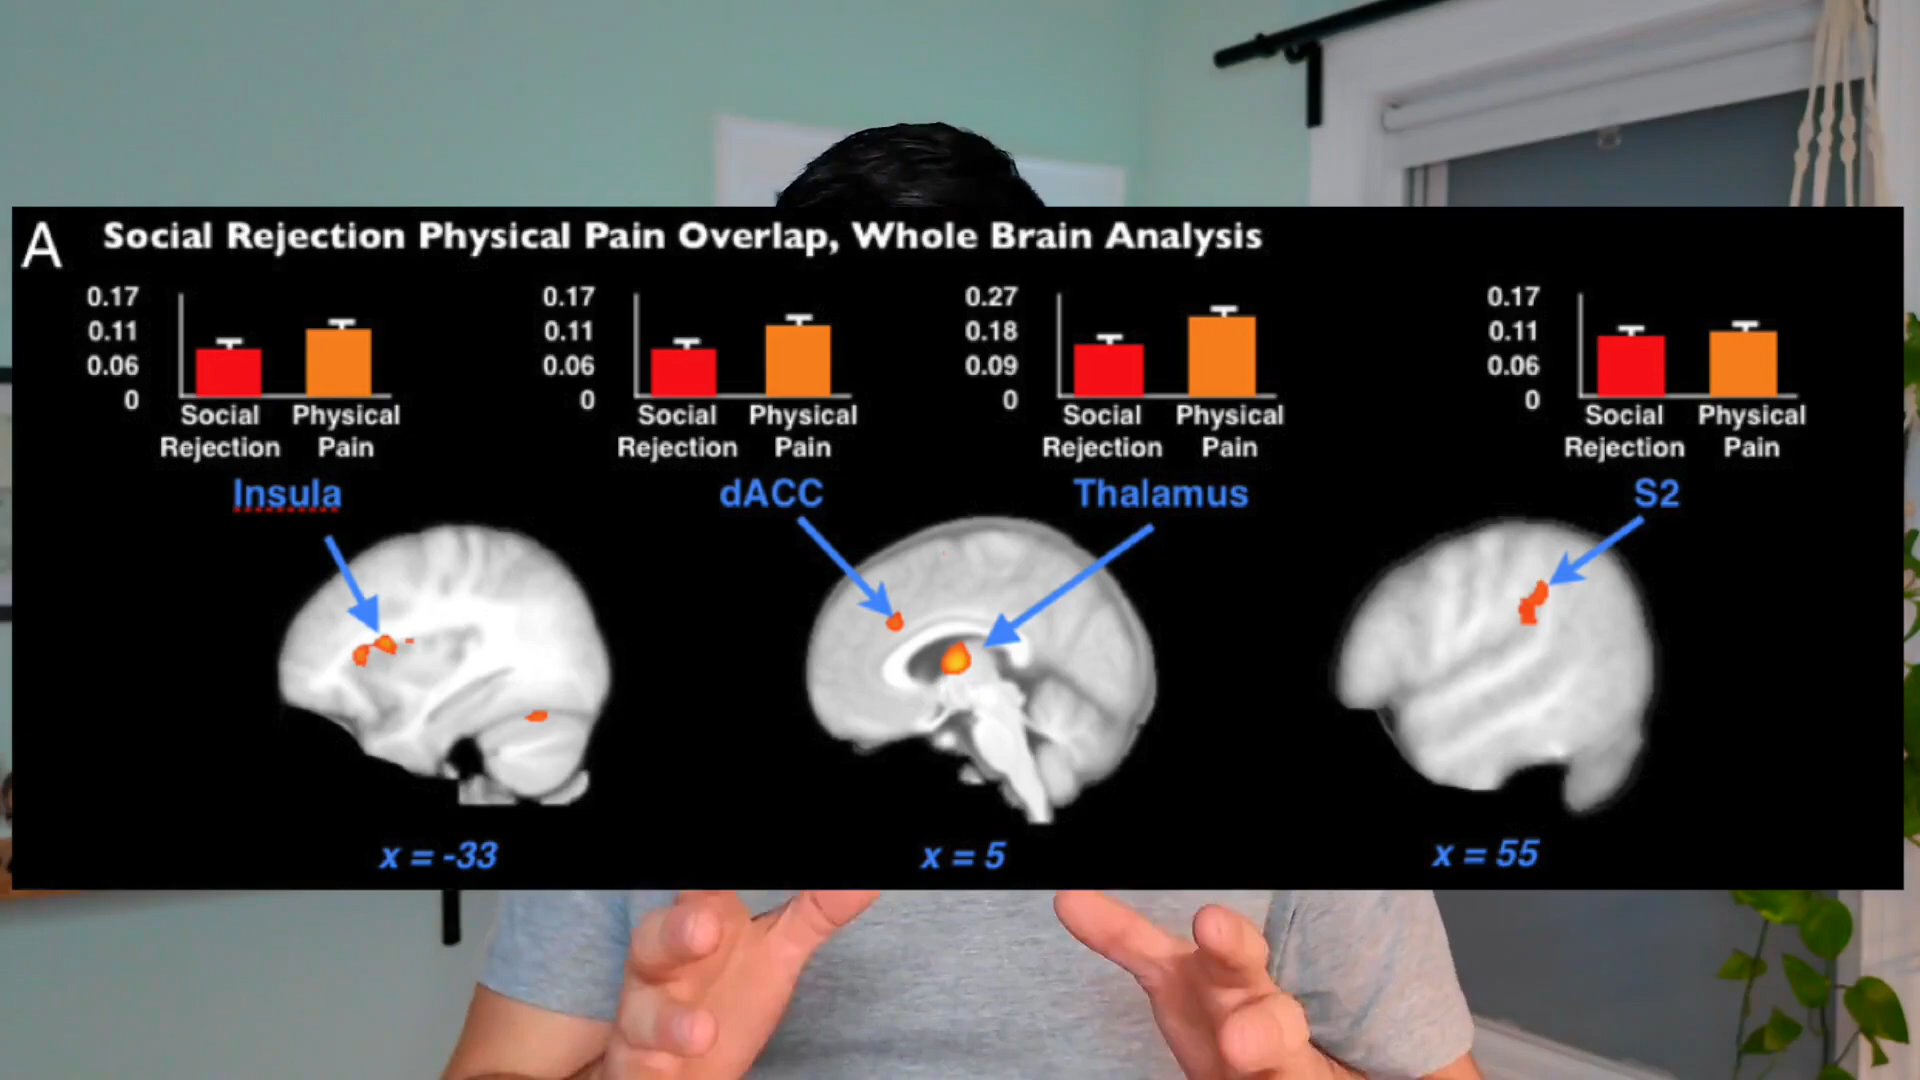 A Social Rejection Physical Pain Overlap, Whole Brain Analysis
0.17
0.11
0.06
0
Social Rejection
Physical Pain
0.17
0.11
0.06
0
Social Rejection
Physical Pain
0.27
0.18
0.09
0
Social Rejection
Physical Pain
0.17
0.11
0.06
0
Social Rejection
Physical Pain
Insula
dACC
Thalamus
S2
x = -33
x = 5
x = 55